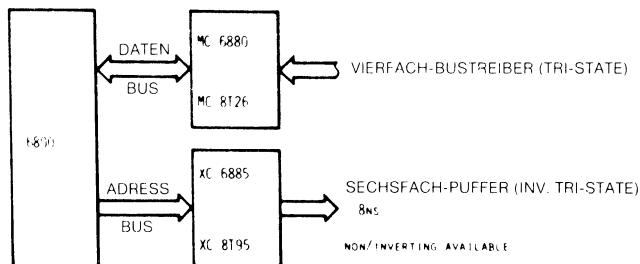 DATEN
BUS
MC 6880
MC 8T26
VIERFACH-BUSTREIBER (TRI-STATE)
ADRESS
BUS
XC 6885
XC 8T95
SECHSFACH-PUFFER (INV. TRI-STATE)
8NS
NON/INVERTING AVAILABLE